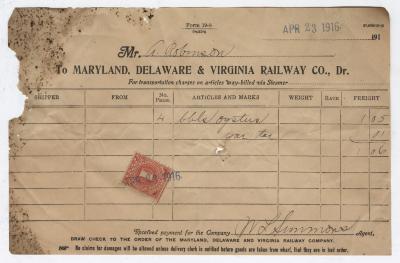 Form 19-S
APR 23 1916
191
Mr. A Robinson
To MARYLAND, DELAWARE & VIRGINIA RAILWAY CO., Dr.
For transportation charges on articles way-billed via Steamer
SHIPPER FROM No. Pkgs. ARTICLES AND MARKS WEIGHT RATE FREIGHT
4 bbls oysters 1 05
war tax 01
1 06
1916
Received payment for the Company W L Simmons Agent,
DRAW CHECK TO THE ORDER OF THE MARYLAND, DELAWARE AND VIRGINIA RAILWAY COMPANY.
No claims for damages will be allowed unless delivery clerk is notified before goods are taken from wharf, that they are in bad order.